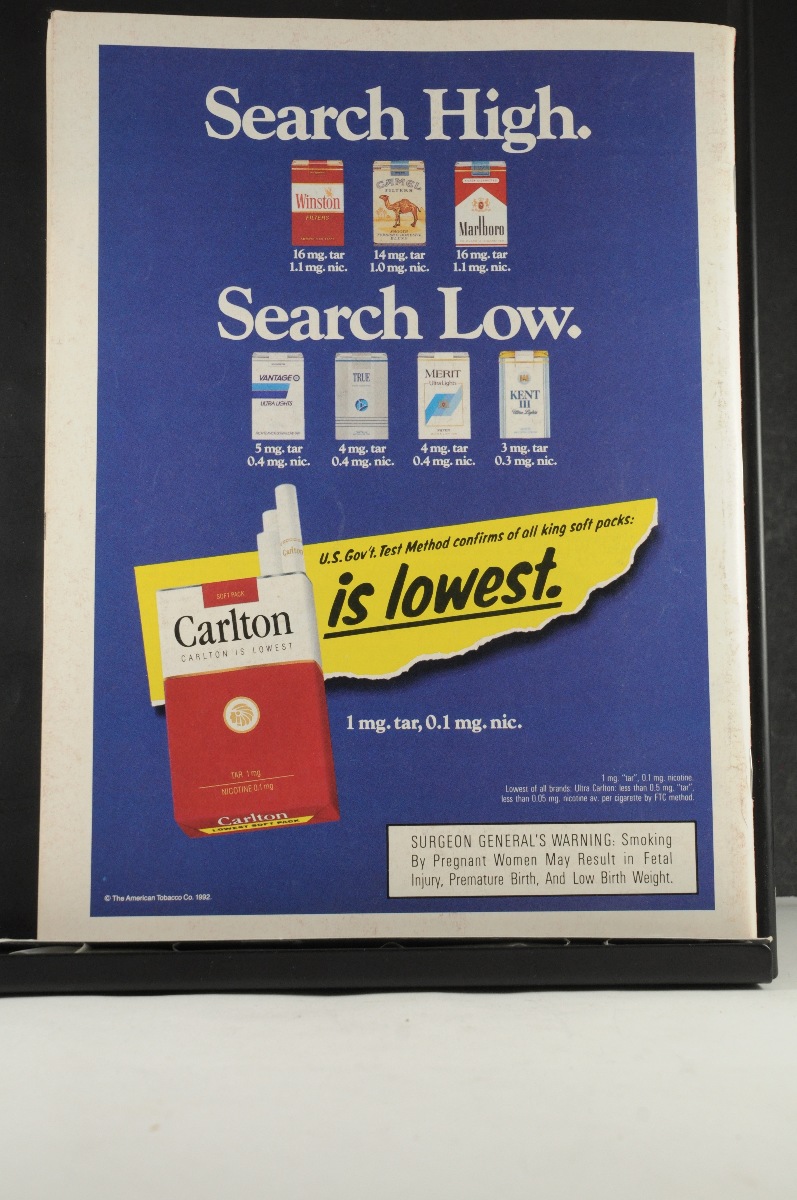 Search High.
Winston
FILTERS
CAMEL
FILTERS
Marlboro
16 mg. tar
1.1 mg. nic.
14 mg. tar
1.0 mg. nic.
16 mg. tar
1.1 mg. nic.
Search Low.
VANTAGE
ULTRA LIGHTS
TRUE
MERIT
Ultra Lights
KENT
III
Ultra Lights
5 mg. tar
0.4 mg. nic.
4 mg. tar
0.4 mg. nic.
4 mg. tar
0.4 mg. nic.
3 mg. tar
0.3 mg. nic.
U.S. Gov't. Test Method confirms of all king soft packs:
is lowest.
Carlton
SOFT PACK
Carlton
CARLTON IS LOWEST
TAR 1 mg
NICOTINE 0.1 mg
Carlton
LOWEST SOFT PACK
1 mg. tar, 0.1 mg. nic.
1 mg. "tar", 0.1 mg. nicotine.
Lowest of all brands: Ultra Carlton: less than 0.5 mg. "tar",
less than 0.05 mg. nicotine av. per cigarette by FTC method.
SURGEON GENERAL'S WARNING: Smoking
By Pregnant Women May Result in Fetal
Injury, Premature Birth, And Low Birth Weight.
© The American Tobacco Co. 1992.